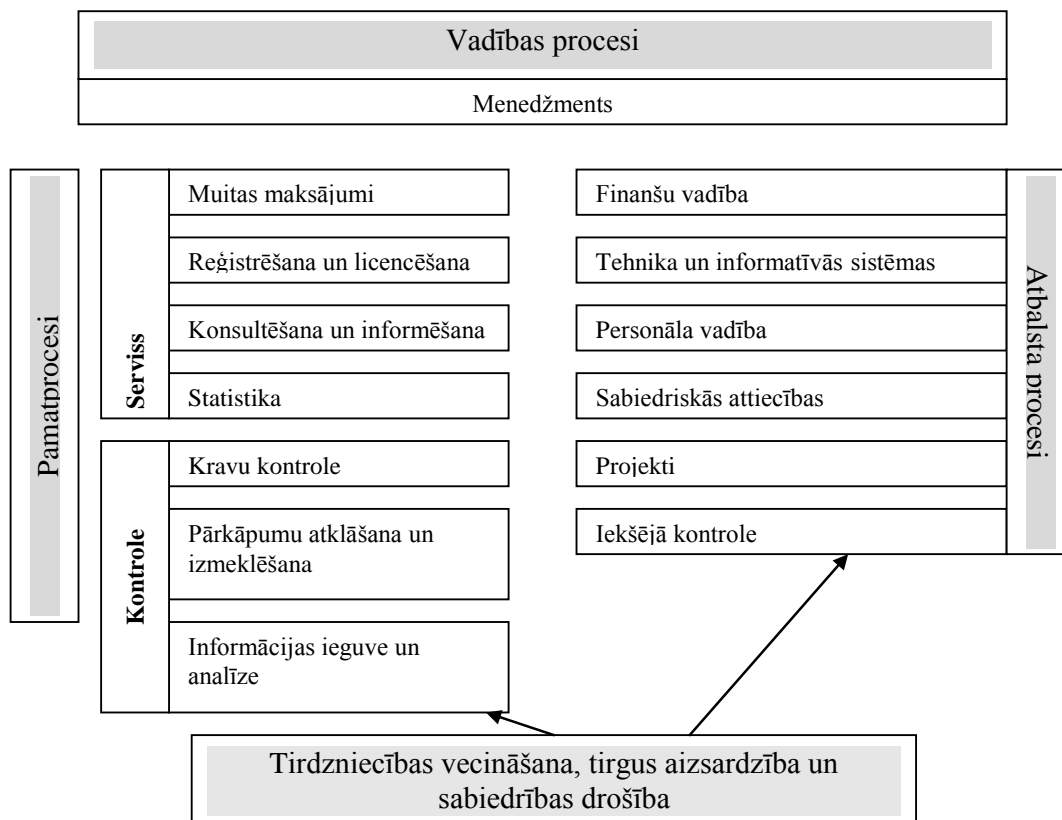 Vadības procesi
Menedžments
Pamatprocesi
Serviss
Muitas maksājumi
Reģistrēšana un licencēšana
Konsultēšana un informēšana
Statistika
Kontrole
Kravu kontrole
Pārkāpumu atklāšana un
izmeklēšana
Informācijas ieguve un
analīze
Finanšu vadība
Tehnika un informatīvās sistēmas
Personāla vadība
Sabiedriskās attiecības
Projekti
Iekšējā kontrole
Atbalsta procesi
Tirdzniecības vecināšana, tirgus aizsardzība un
sabiedrības drošība